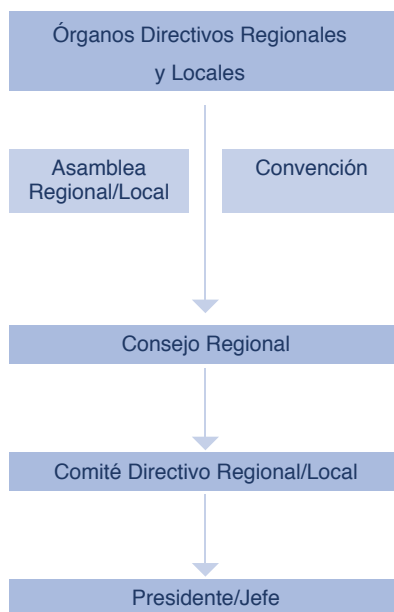 Órganos Directivos Regionales
y Locales
Asamblea
Regional/Local
Convención
Consejo Regional
Comité Directivo Regional/Local
Presidente/Jefe